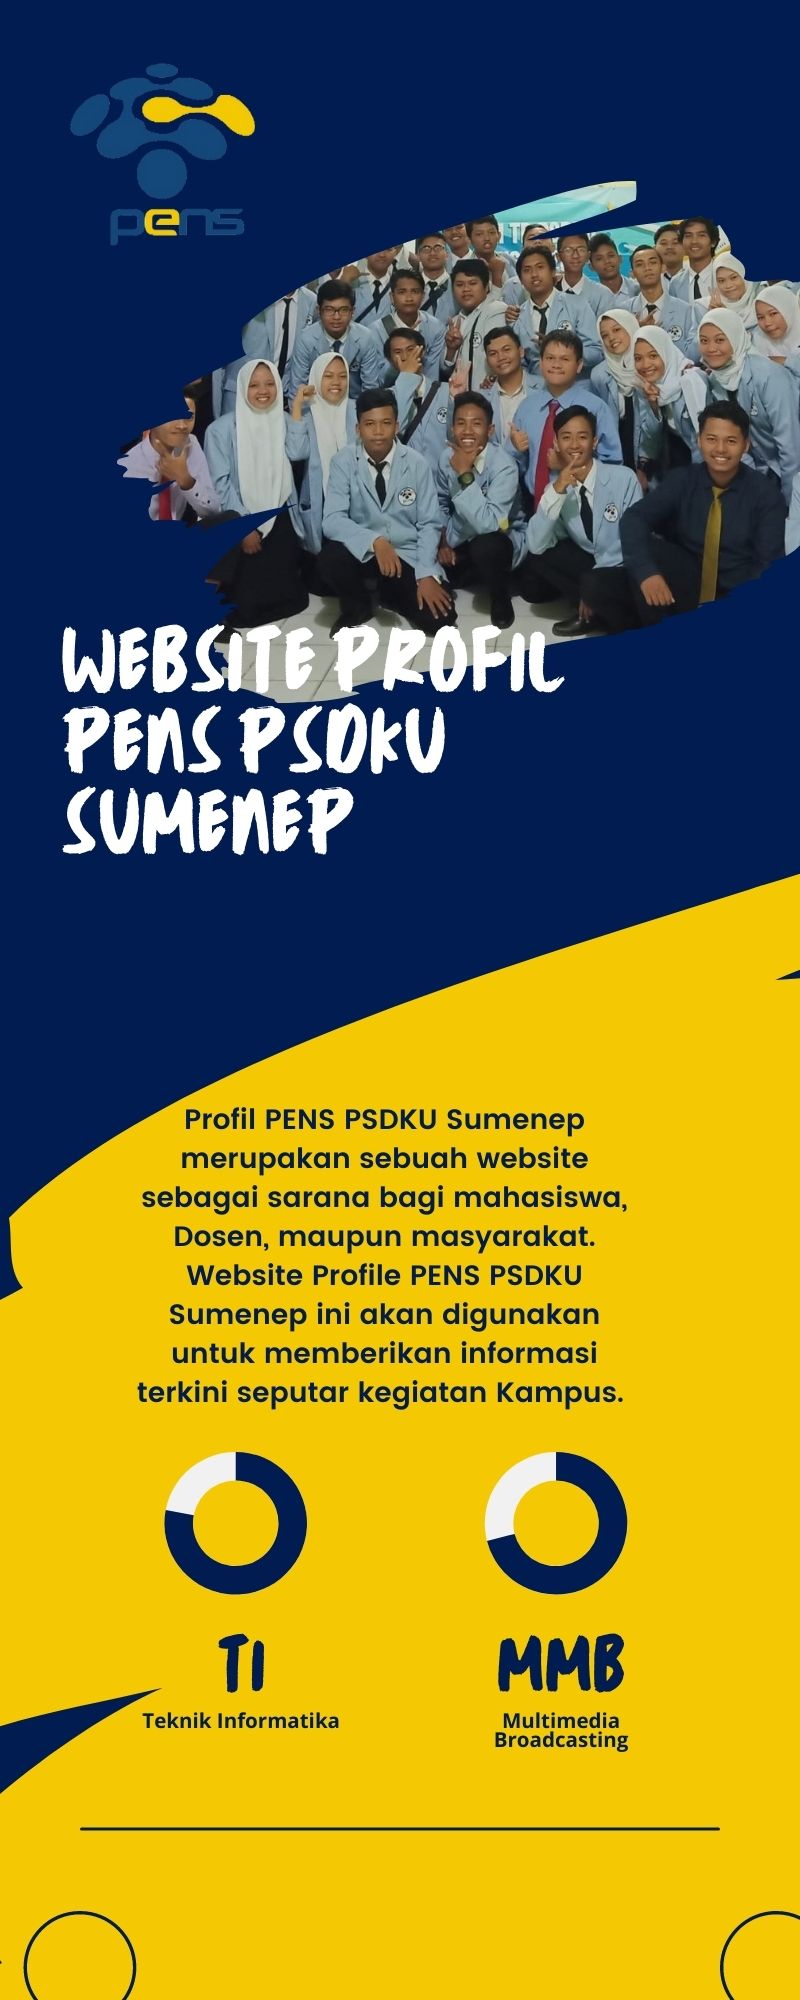 pens
WEBSITE PROFIL
PENS PSDKU
SUMENEP
Profil PENS PSDKU Sumenep
merupakan sebuah website
sebagai sarana bagi mahasiswa,
Dosen, maupun masyarakat.
Website Profile PENS PSDKU
Sumenep ini akan digunakan
untuk memberikan informasi
terkini seputar kegiatan Kampus.
TI
MMB
Teknik Informatika
Multimedia
Broadcasting